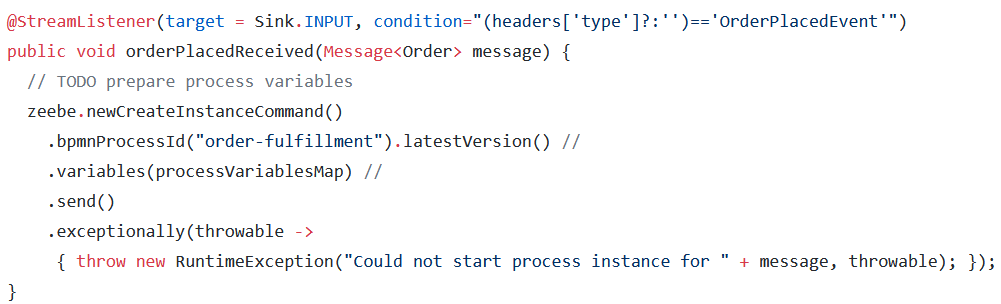 @StreamListener(target = Sink.INPUT, condition="(headers['type']?:'')=='OrderPlacedEvent'")
public void orderPlacedReceived(Message<Order> message) {
  // TODO prepare process variables
  zeebe.newCreateInstanceCommand()
    .bpmnProcessId("order-fulfillment").latestVersion() //
    .variables(processVariablesMap) //
    .send()
    .exceptionally(throwable ->
     { throw new RuntimeException("Could not start process instance for " + message, throwable); });
}